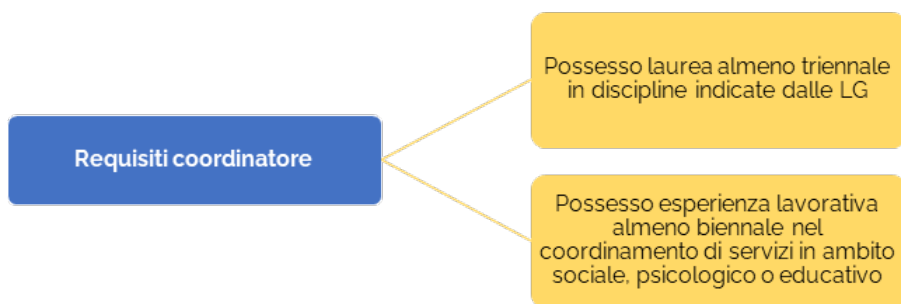 Requisiti coordinatore
Possesso laurea almeno triennale
in discipline indicate dalle LG
Possesso esperienza lavorativa
almeno biennale nel
coordinamento di servizi in ambito
sociale, psicologico o educativo